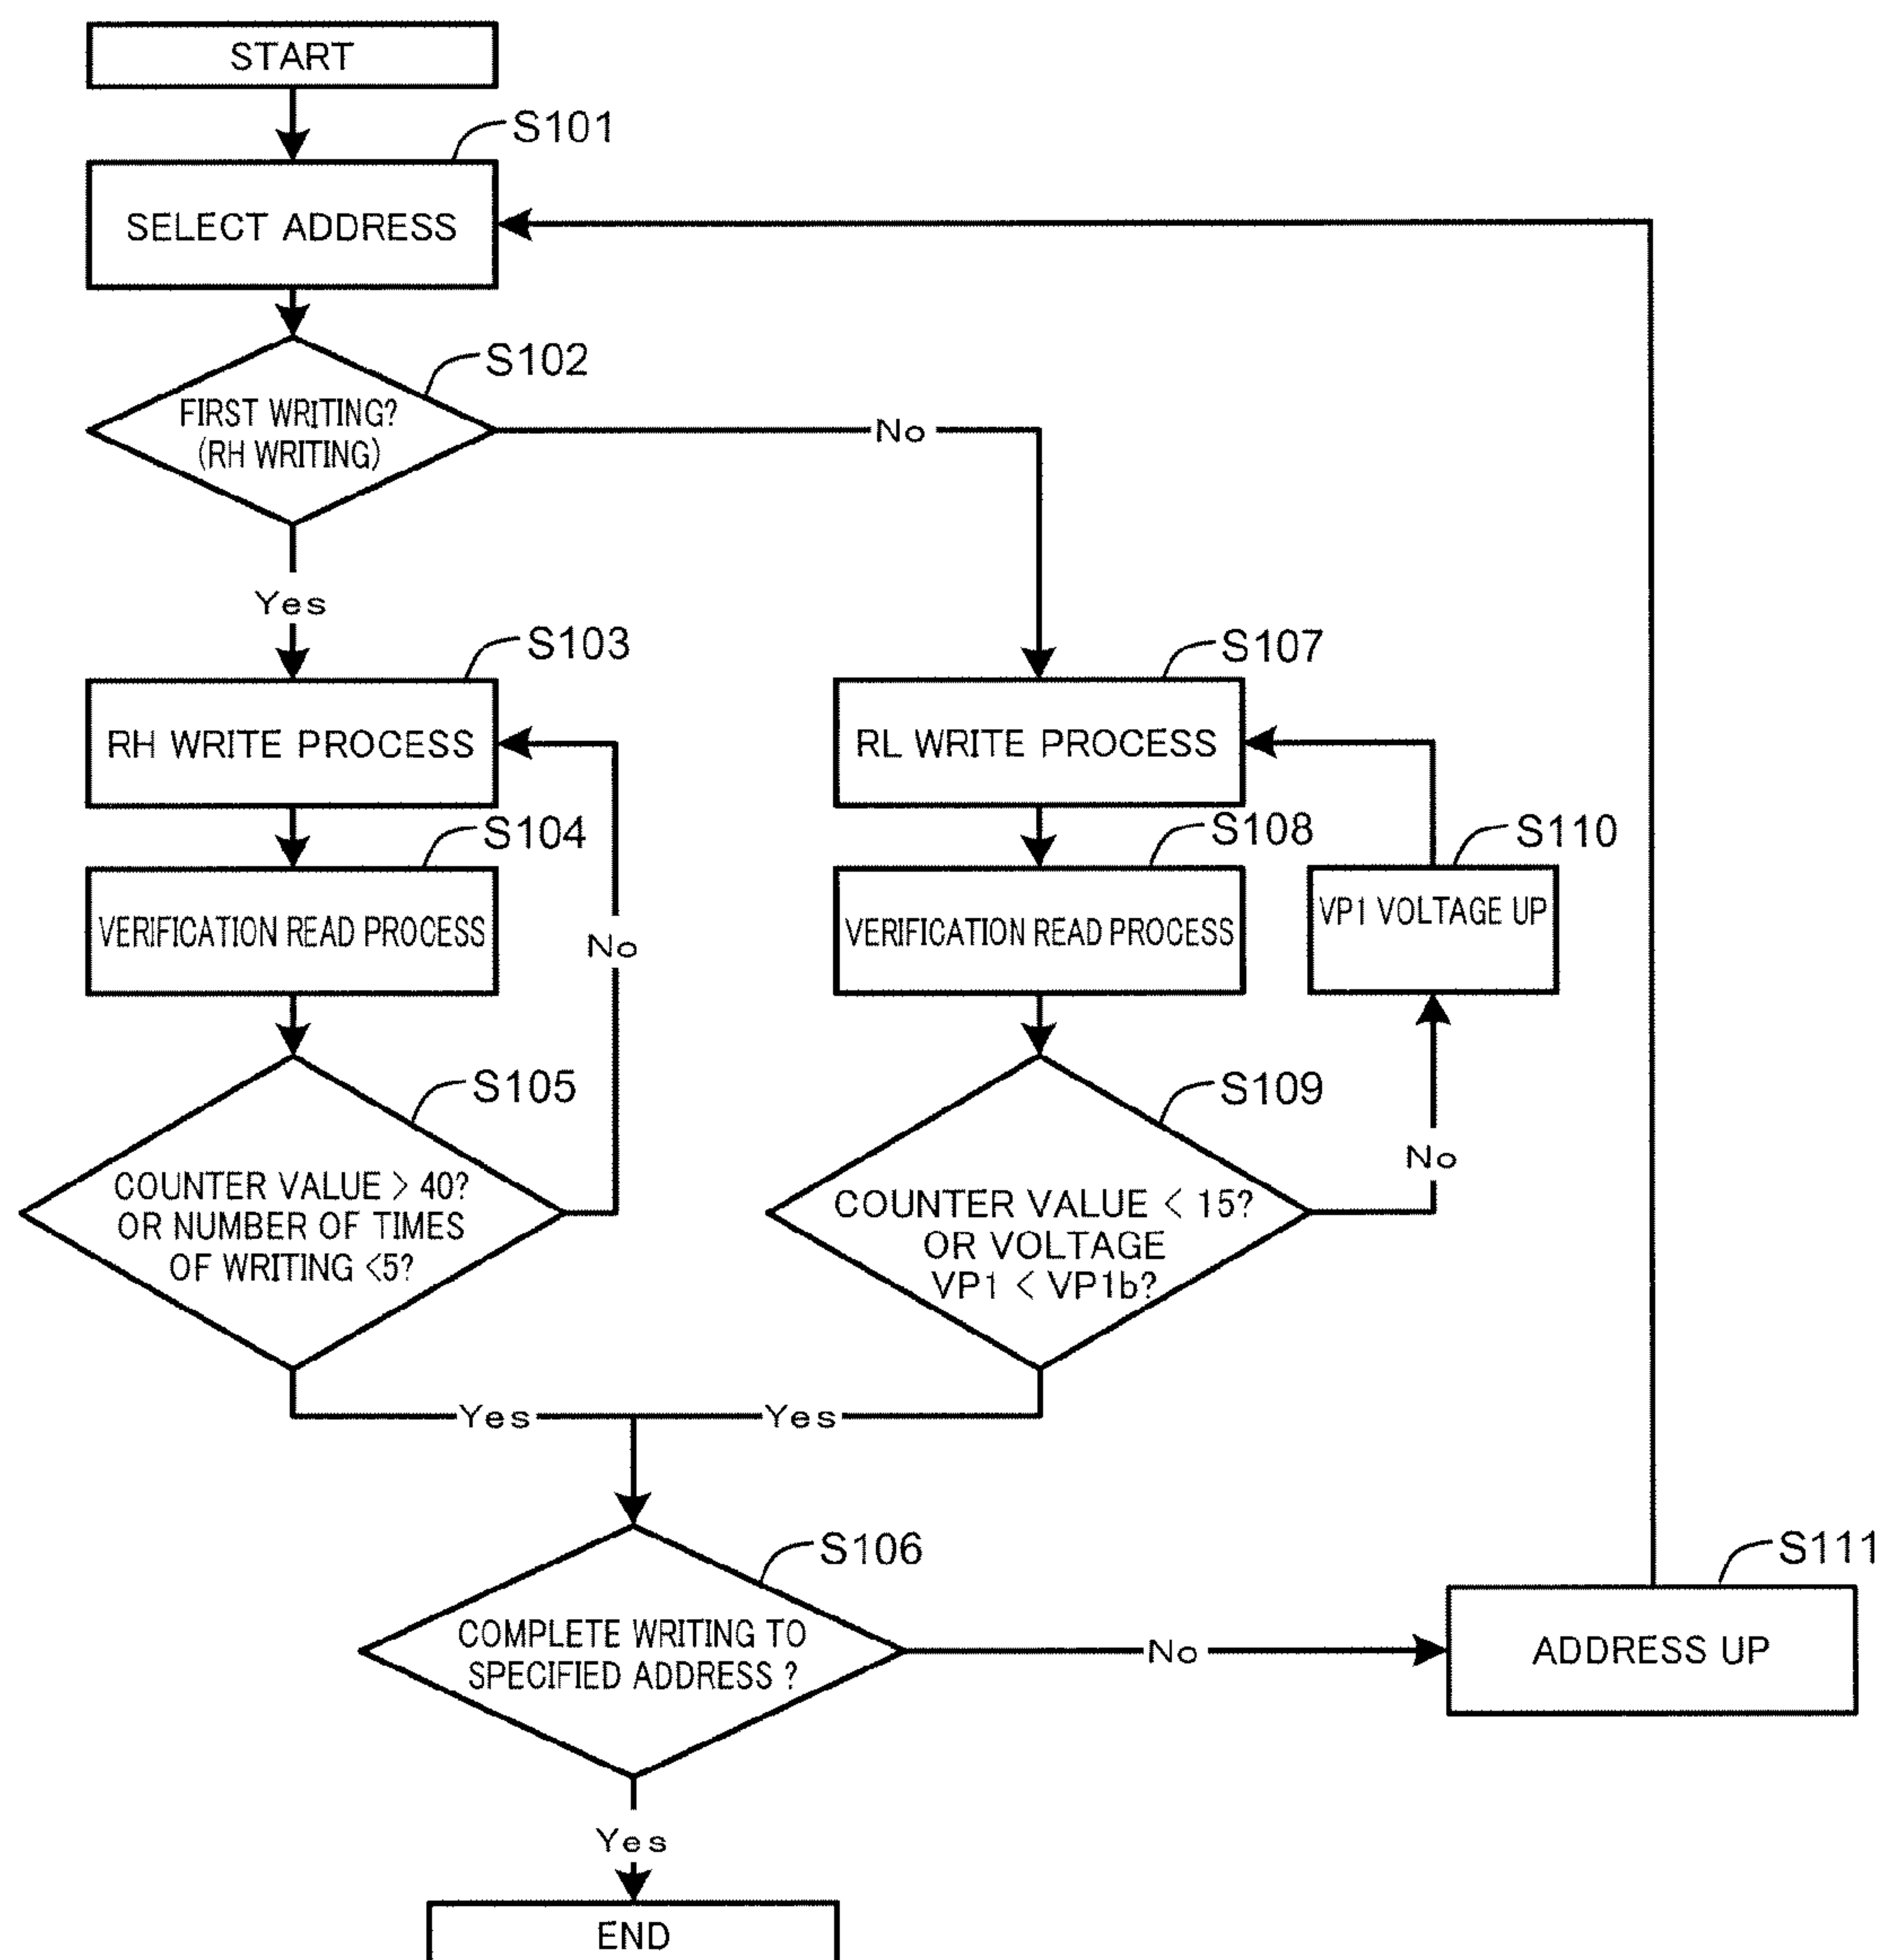 START
S101
SELECT ADDRESS
S102
FIRST WRITING?
(RH WRITING)
No
Yes
S103
RH WRITE PROCESS
S107
RL WRITE PROCESS
S104
VERIFICATION READ PROCESS
No
S108
VERIFICATION READ PROCESS
S110
VP1 VOLTAGE UP
S105
COUNTER VALUE > 40?
OR NUMBER OF TIMES
OF WRITING <5?
S109
COUNTER VALUE < 15?
OR VOLTAGE
VP1 < VP1b?
No
Yes
Yes
S106
COMPLETE WRITING TO
SPECIFIED ADDRESS ?
No
S111
ADDRESS UP
Yes
END